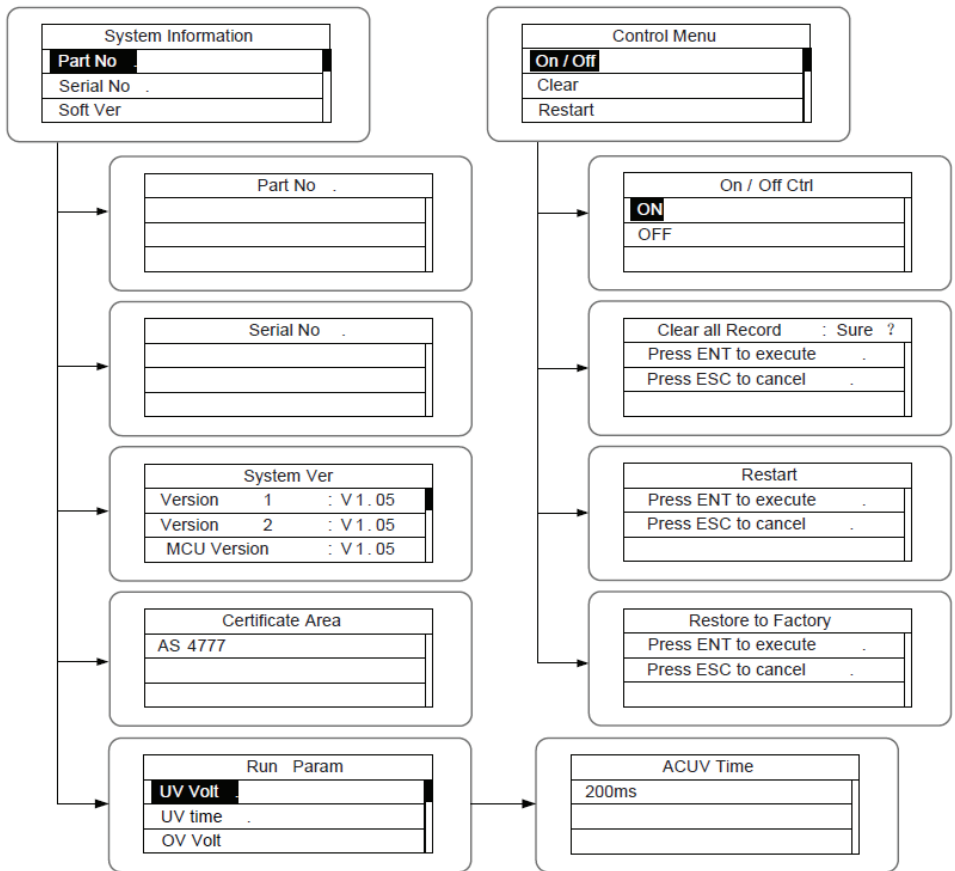 System Information
Part No .
Serial No .
Soft Ver
Part No .
Serial No .
System Ver
Version 1 : V1.05
Version 2 : V1.05
MCU Version : V1.05
Certificate Area
AS 4777
Run Param
UV Volt .
UV time .
OV Volt
ACUV Time
200ms
Control Menu
On / Off
Clear
Restart
On / Off Ctrl
ON
OFF
Clear all Record : Sure ?
Press ENT to execute .
Press ESC to cancel .
Restart
Press ENT to execute .
Press ESC to cancel .
Restore to Factory
Press ENT to execute .
Press ESC to cancel .